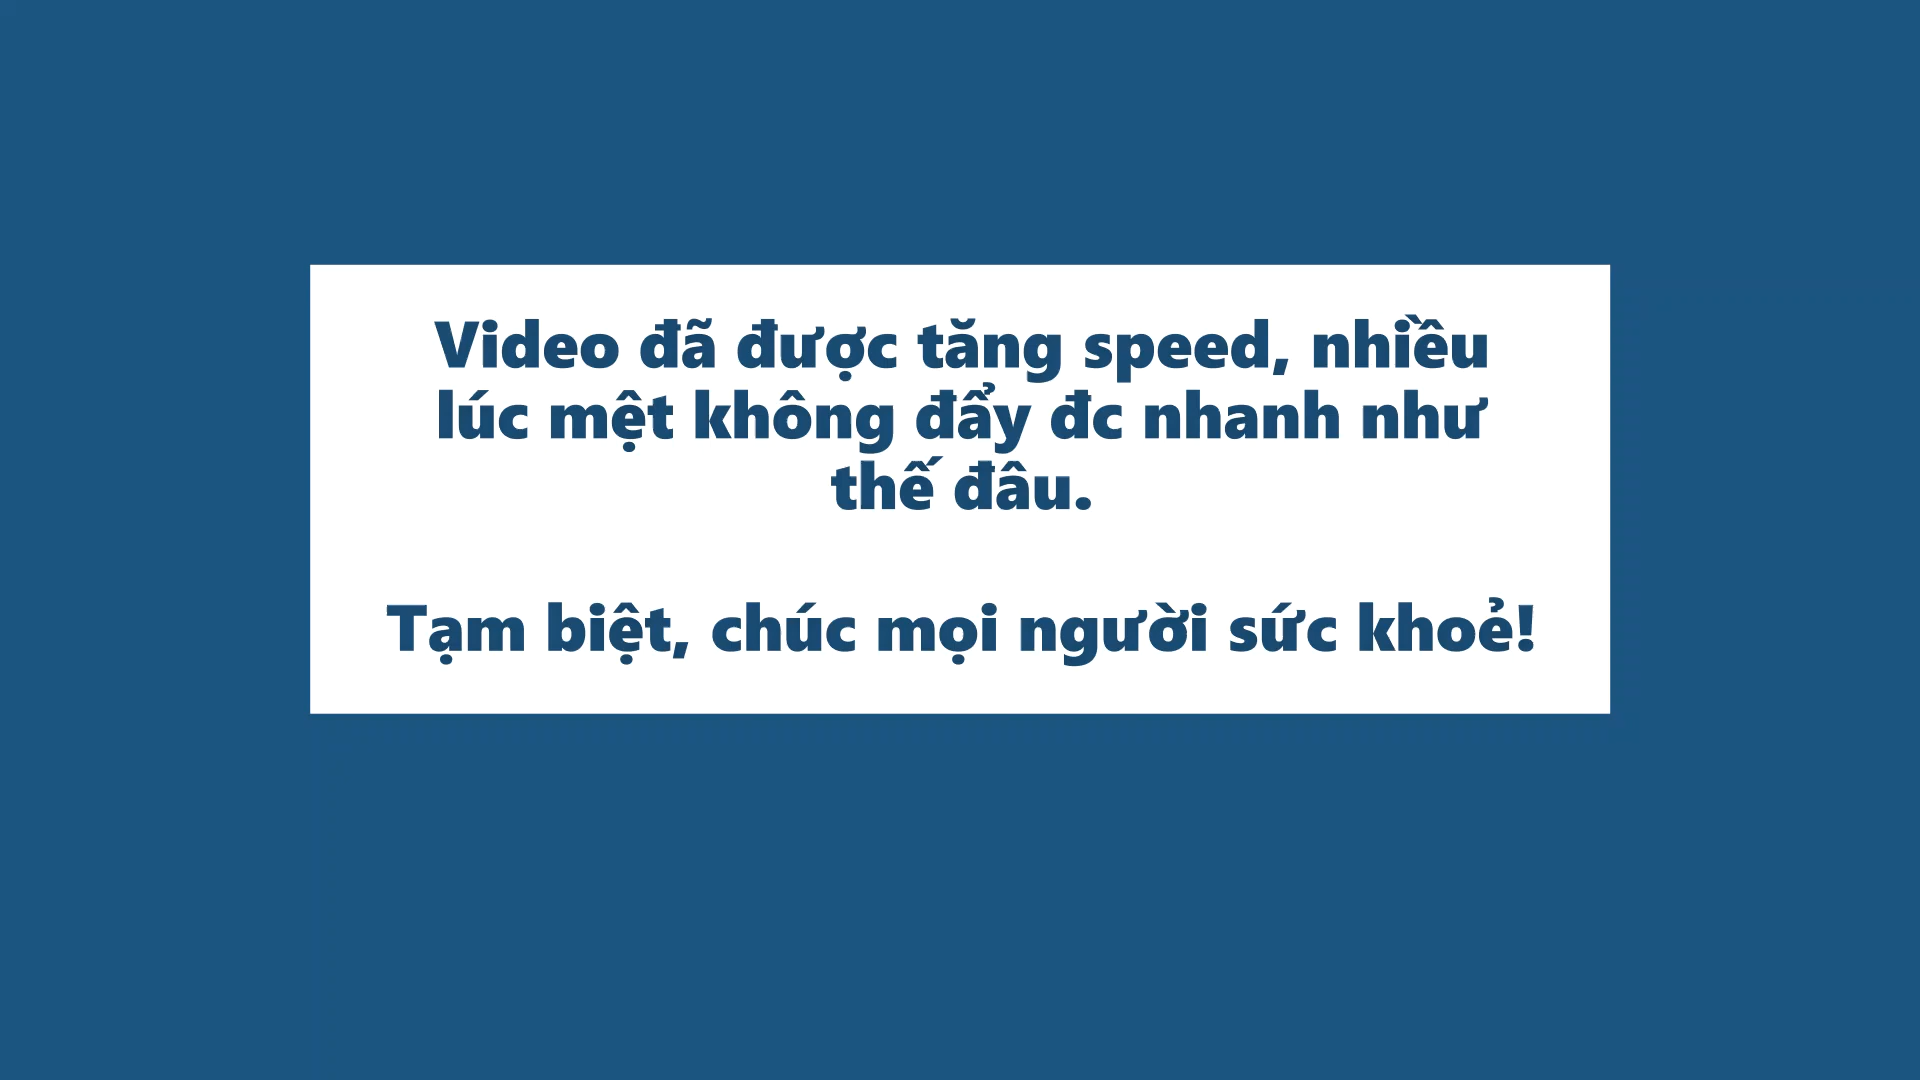 Video đã được tăng speed, nhiều
lúc mệt không đẩy đc nhanh như
thế đâu.
Tạm biệt, chúc mọi người sức khoẻ!